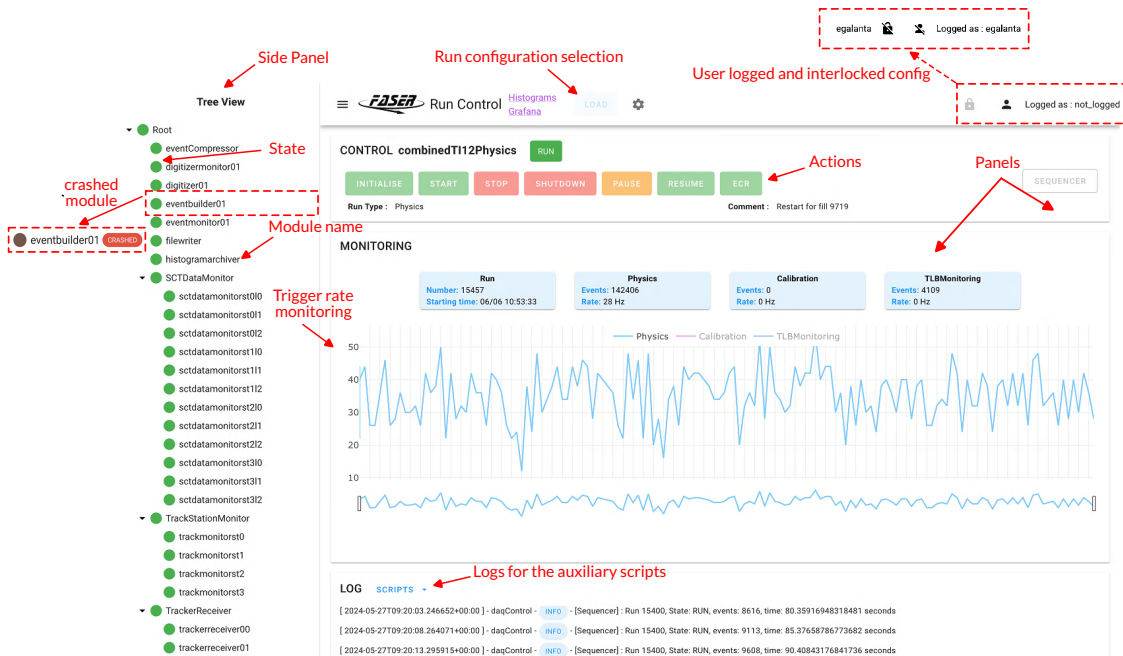 egalanta Logged as : egalanta
Side Panel
Run configuration selection
User logged and interlocked config
Tree View
FASER Run Control Histograms
Grafana
LOAD
Logged as : not_logged
Root
eventCompressor
State
digitizermonitor01
digitizer01
crashed
module
eventbuilder01
eventmonitor01
eventbuilder01 CRASHED
filewriter
Module name
histogramarchiver
SCTDataMonitor
sctdatamonitorst0l0
sctdatamonitorst0l1
sctdatamonitorst0l2
sctdatamonitorst1l0
sctdatamonitorst1l1
sctdatamonitorst1l2
sctdatamonitorst2l0
sctdatamonitorst2l1
sctdatamonitorst2l2
sctdatamonitorst3l0
sctdatamonitorst3l1
sctdatamonitorst3l2
TrackStationMonitor
trackmonitorst0
trackmonitorst1
trackmonitorst2
trackmonitorst3
TrackerReceiver
trackerreceiver00
trackerreceiver01
CONTROL combinedTI12Physics RUN
Actions
Panels
INITIALISE START STOP SHUTDOWN PAUSE RESUME ECR
SEQUENCER
Run Type : Physics
Comment : Restart for fill 9719
MONITORING
Run
Number: 15457
Starting time: 06/06 10:53:33
Physics
Events: 142406
Rate: 28 Hz
Calibration
Events: 0
Rate: 0 Hz
TLBMonitoring
Events: 4109
Rate: 0 Hz
Trigger rate
monitoring
Physics Calibration TLBMonitoring
50
40
30
20
10
Logs for the auxiliary scripts
LOG SCRIPTS
[ 2024-05-27T09:20:03.246652+00:00 ] - daqControl - INFO - [Sequencer] : Run 15400, State: RUN, events: 8616, time: 80.35916948318481 seconds
[ 2024-05-27T09:20:08.264071+00:00 ] - daqControl - INFO - [Sequencer] : Run 15400, State: RUN, events: 9113, time: 85.37658786773682 seconds
[ 2024-05-27T09:20:13.295915+00:00 ] - daqControl - INFO - [Sequencer] : Run 15400, State: RUN, events: 9608, time: 90.40843176841736 seconds